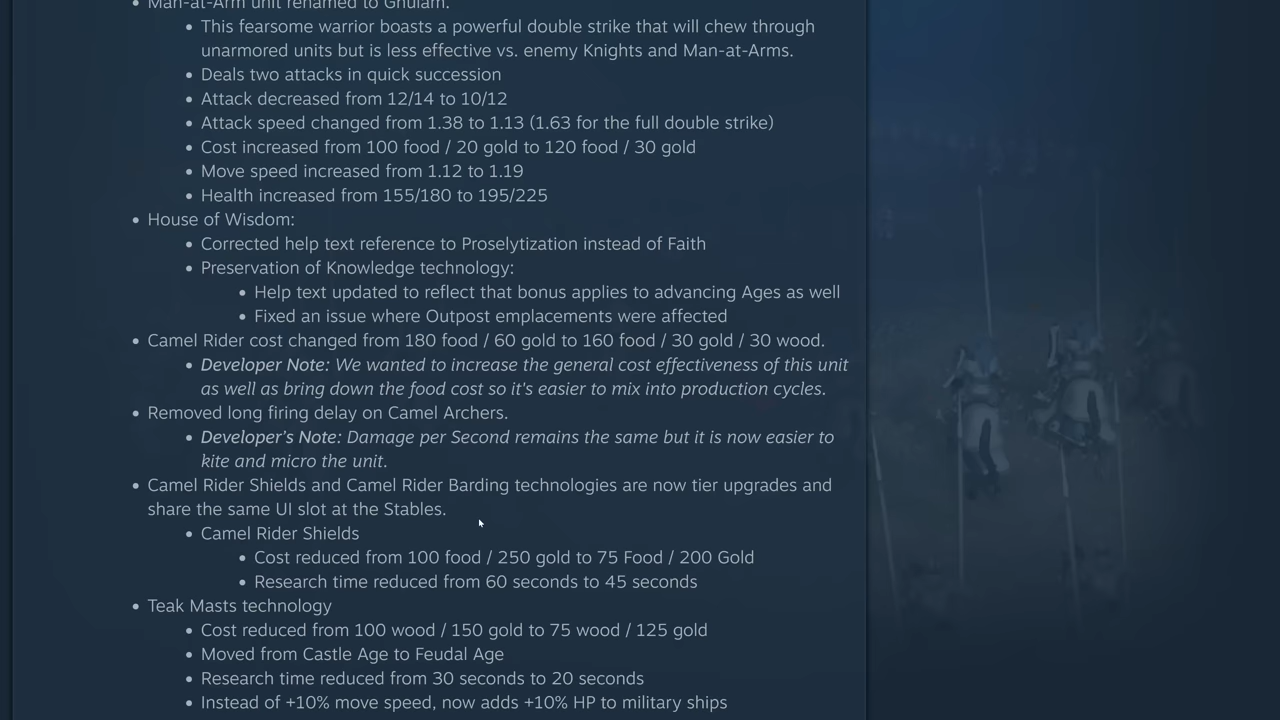 Man-at-Arm unit renamed to Ghulam.
This fearsome warrior boasts a powerful double strike that will chew through
unarmored units but is less effective vs. enemy Knights and Man-at-Arms.
Deals two attacks in quick succession
Attack decreased from 12/14 to 10/12
Attack speed changed from 1.38 to 1.13 (1.63 for the full double strike)
Cost increased from 100 food / 20 gold to 120 food / 30 gold
Move speed increased from 1.12 to 1.19
Health increased from 155/180 to 195/225
House of Wisdom:
Corrected help text reference to Proselytization instead of Faith
Preservation of Knowledge technology:
Help text updated to reflect that bonus applies to advancing Ages as well
Fixed an issue where Outpost emplacements were affected
Camel Rider cost changed from 180 food / 60 gold to 160 food / 30 gold / 30 wood.
Developer Note: We wanted to increase the general cost effectiveness of this unit
as well as bring down the food cost so it's easier to mix into production cycles.
Removed long firing delay on Camel Archers.
Developer's Note: Damage per Second remains the same but it is now easier to
kite and micro the unit.
Camel Rider Shields and Camel Rider Barding technologies are now tier upgrades and
share the same UI slot at the Stables.
Camel Rider Shields
Cost reduced from 100 food / 250 gold to 75 Food / 200 Gold
Research time reduced from 60 seconds to 45 seconds
Teak Masts technology
Cost reduced from 100 wood / 150 gold to 75 wood / 125 gold
Moved from Castle Age to Feudal Age
Research time reduced from 30 seconds to 20 seconds
Instead of +10% move speed, now adds +10% HP to military ships